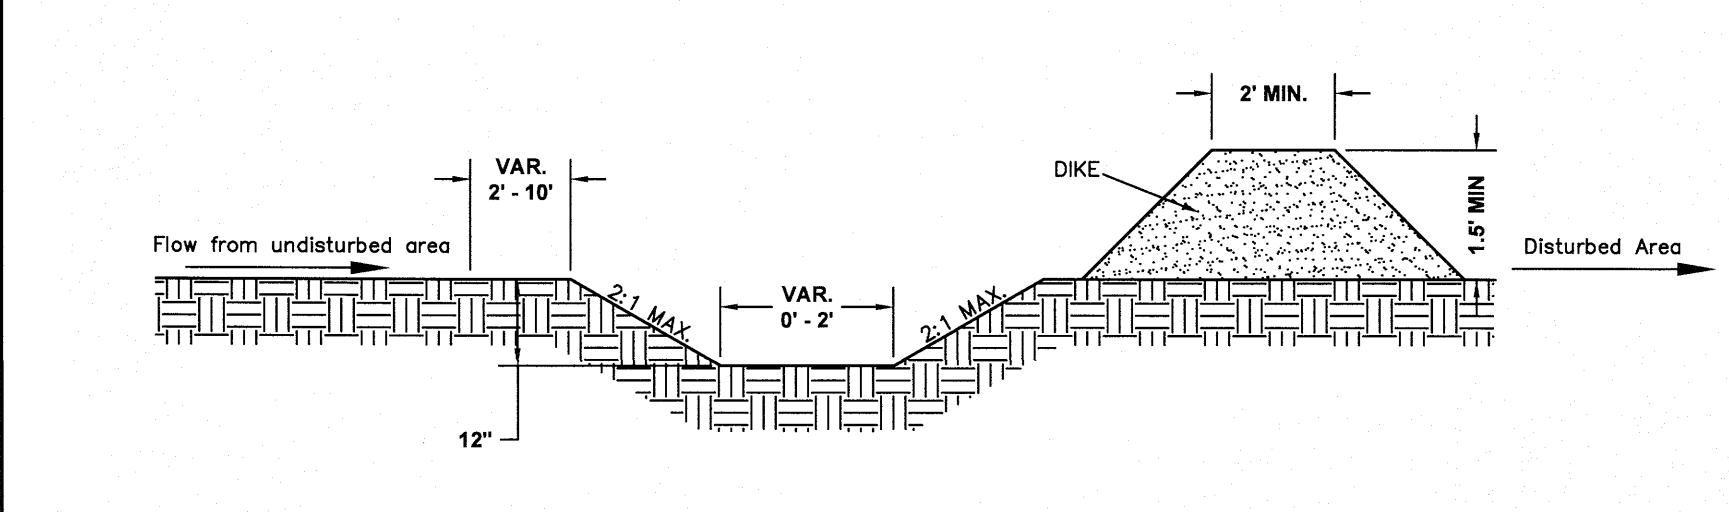 2' MIN.
DIKE
VAR.
2' - 10'
1.5' MIN
Flow from undisturbed area
Disturbed Area
2:1 MAX.
VAR.
0' - 2'
2:1 MAX.
12"